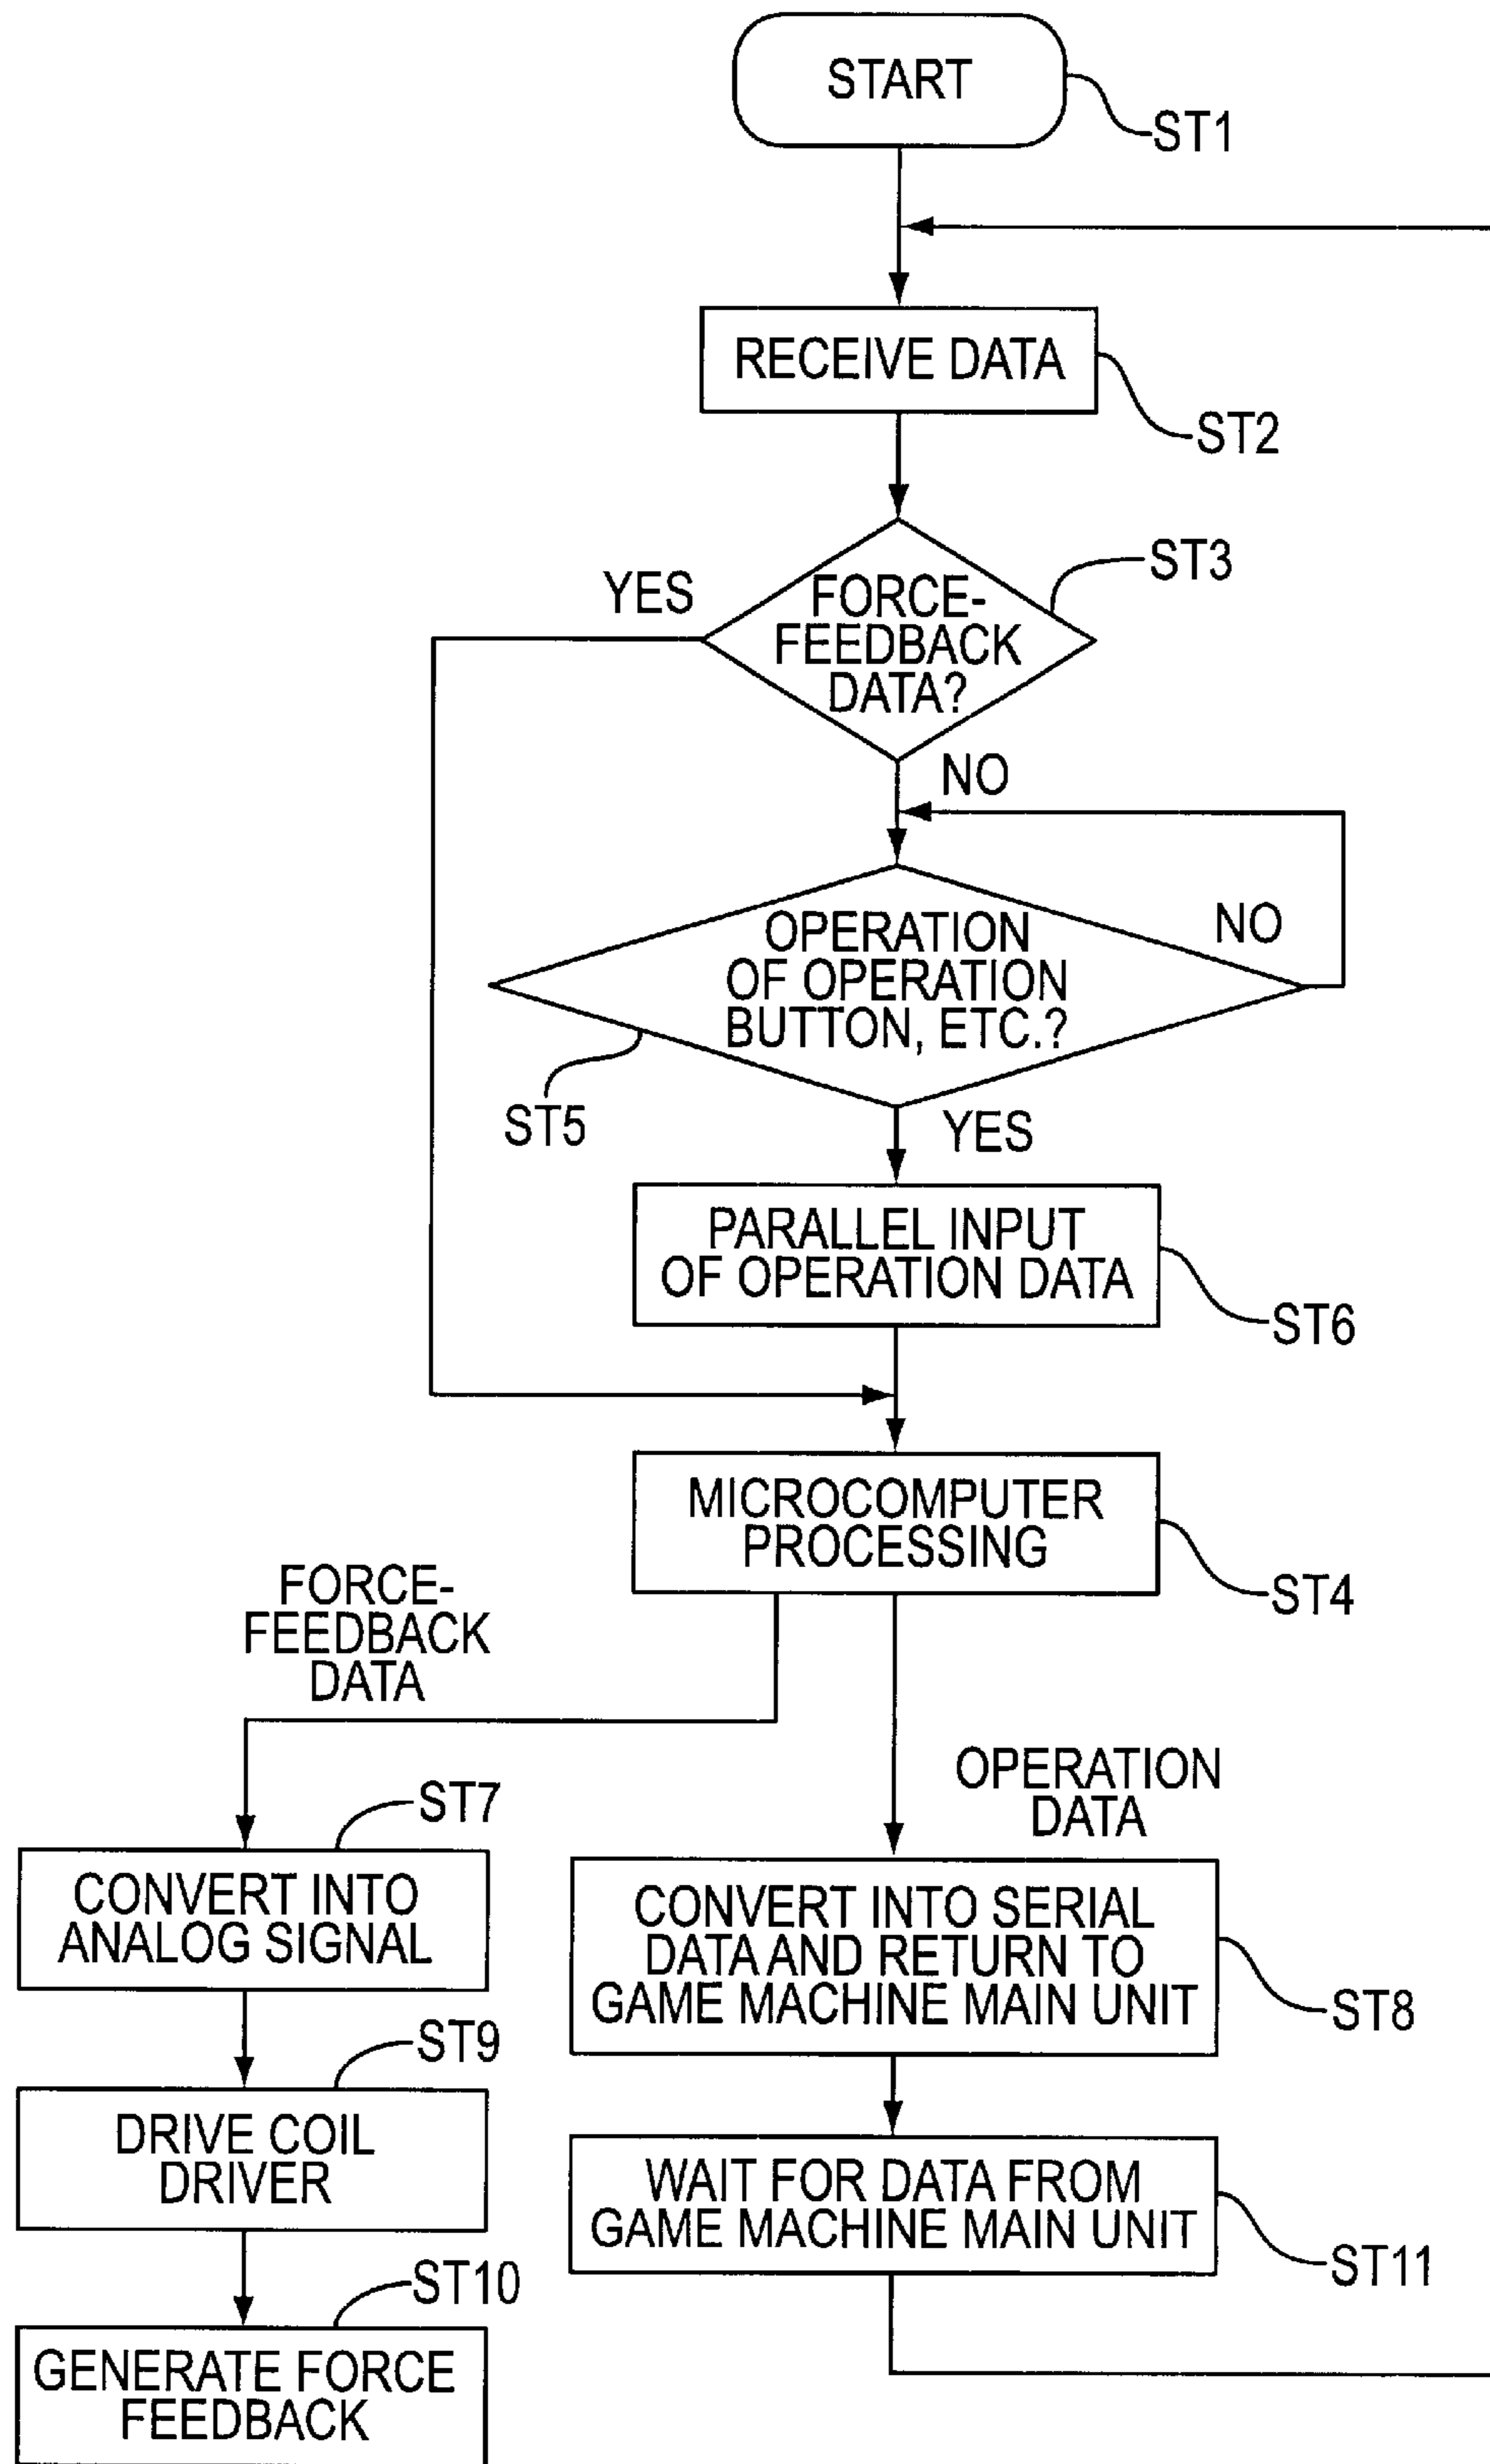 START
ST1
RECEIVE DATA
ST2
YES
FORCE-
FEEDBACK
DATA?
ST3
NO
OPERATION
OF OPERATION
BUTTON, ETC.?
NO
ST5
YES
PARALLEL INPUT
OF OPERATION DATA
ST6
MICROCOMPUTER
PROCESSING
ST4
FORCE-
FEEDBACK
DATA
OPERATION
DATA
ST7
CONVERT INTO
ANALOG SIGNAL
CONVERT INTO SERIAL
DATA AND RETURN TO
GAME MACHINE MAIN UNIT
ST8
ST9
DRIVE COIL
DRIVER
WAIT FOR DATA FROM
GAME MACHINE MAIN UNIT
ST11
ST10
GENERATE FORCE
FEEDBACK